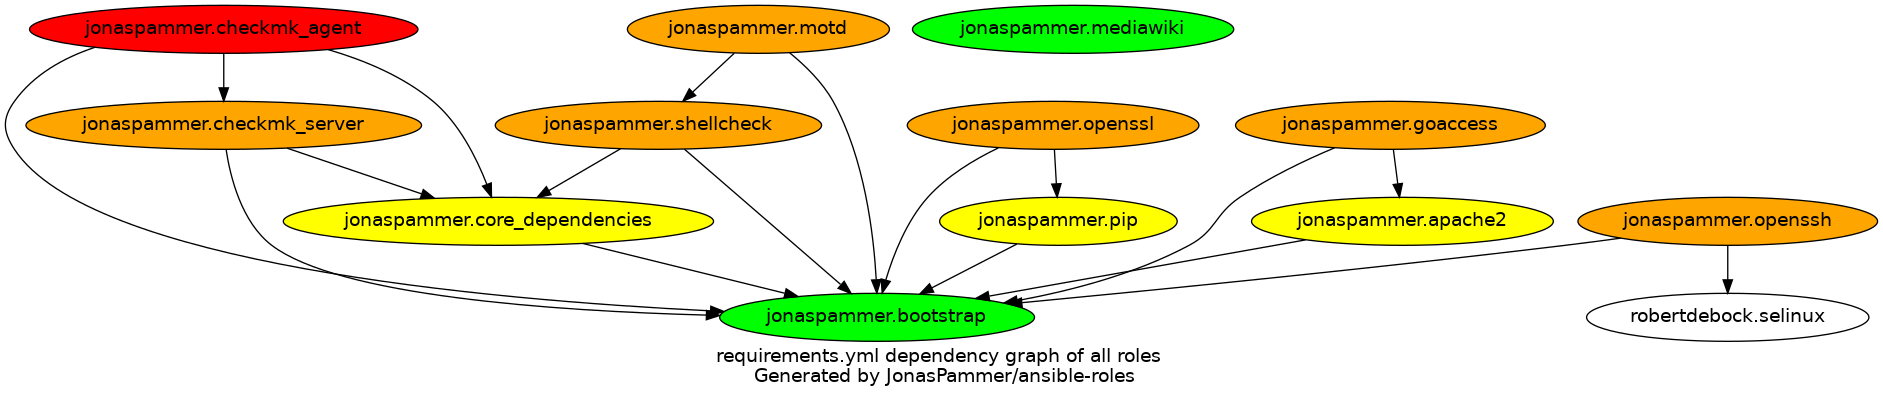 jonaspammer.checkmk_agent
jonaspammer.motd
jonaspammer.mediawiki
jonaspammer.checkmk_server
jonaspammer.shellcheck
jonaspammer.openssl
jonaspammer.goaccess
jonaspammer.core_dependencies
jonaspammer.pip
jonaspammer.apache2
jonaspammer.openssh
jonaspammer.bootstrap
robertdebock.selinux
requirements.yml dependency graph of all roles
Generated by JonasPammer/ansible-roles